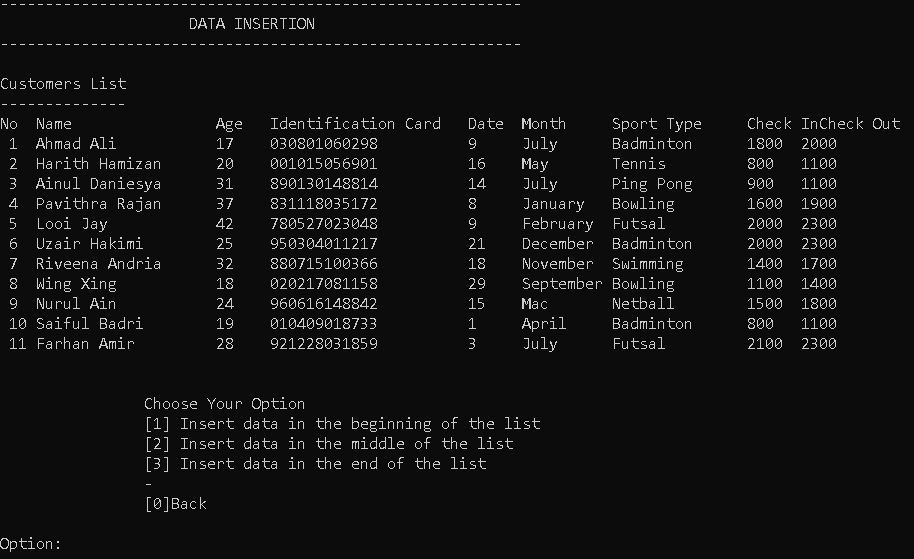 ----------------------------------------------------------
DATA INSERTION
----------------------------------------------------------
Customers List
--------------
No  Name                Age   Identification Card   Date  Month     Sport Type     Check InCheck Out
 1  Ahmad Ali           17    030801060298          9     July      Badminton      1800  2000
 2  Harith Hamizan      20    001015056901          16    May       Tennis         800   1100
 3  Ainul Daniesya      31    890130148814          14    July      Ping Pong      900   1100
 4  Pavithra Rajan      37    831118035172          8     January   Bowling        1600  1900
 5  Looi Jay            42    780527023048          9     February  Futsal         2000  2300
 6  Uzair Hakimi        25    950304011217          21    December  Badminton      2000  2300
 7  Riveena Andria      32    880715100366          18    November  Swimming       1400  1700
 8  Wing Xing           18    020217081158          29    September Bowling        1100  1400
 9  Nurul Ain           24    960616148842          15    Mac       Netball        1500  1800
 10 Saiful Badri        19    010409018733          1     April     Badminton      800   1100
 11 Farhan Amir         28    921228031859          3     July      Futsal         2100  2300
Choose Your Option
[1] Insert data in the beginning of the list
[2] Insert data in the middle of the list
[3] Insert data in the end of the list
-
[0]Back
Option: